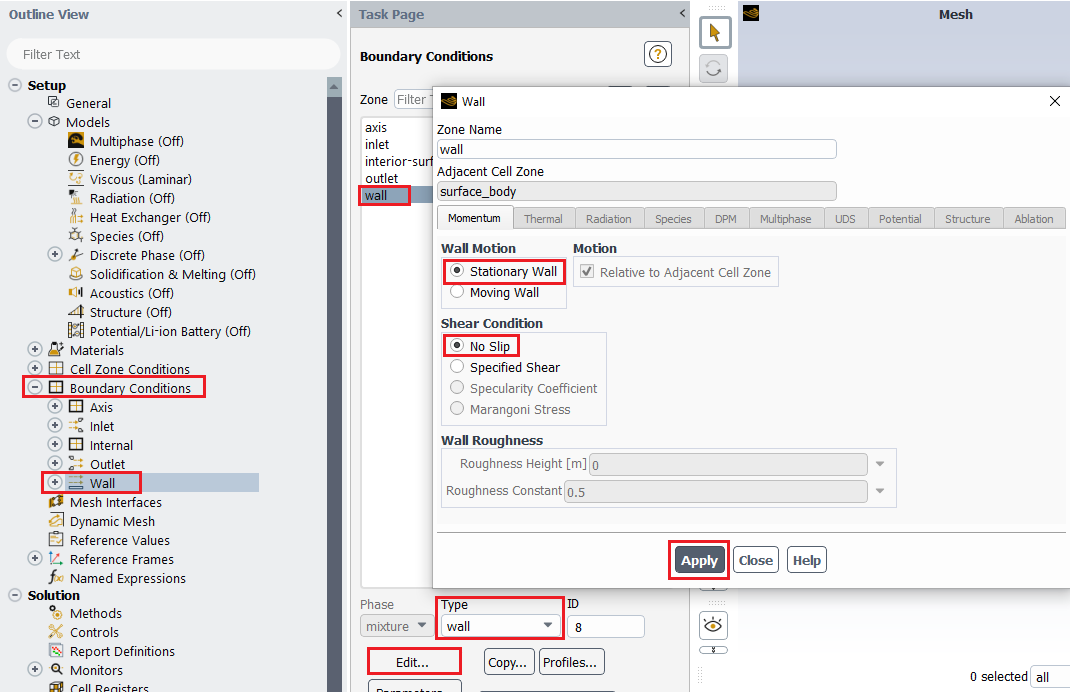 Outline View
Filter Text
Setup
General
Models
Multiphase (Off)
Energy (Off)
Viscous (Laminar)
Radiation (Off)
Heat Exchanger (Off)
Species (Off)
Discrete Phase (Off)
Solidification & Melting (Off)
Acoustics (Off)
Structure (Off)
Potential/Li-ion Battery (Off)
Materials
Cell Zone Conditions
Boundary Conditions
Axis
Inlet
Internal
Outlet
Wall
Mesh Interfaces
Dynamic Mesh
Reference Values
Reference Frames
Named Expressions
Solution
Methods
Controls
Report Definitions
Monitors
Cell Registers
Task Page
Boundary Conditions
Zone Filter
axis
inlet
interior-surf
outlet
wall
Phase Type ID
mixture wall 8
Edit... Copy... Profiles...
Parameters...
Mesh
0 selected all
Wall
Zone Name
wall
Adjacent Cell Zone
surface_body
Momentum Thermal Radiation Species DPM Multiphase UDS Potential Structure Ablation
Wall Motion Motion
Stationary Wall Relative to Adjacent Cell Zone
Moving Wall
Shear Condition
No Slip
Specified Shear
Specularity Coefficient
Marangoni Stress
Wall Roughness
Roughness Height [m] 0
Roughness Constant 0.5
Apply Close Help